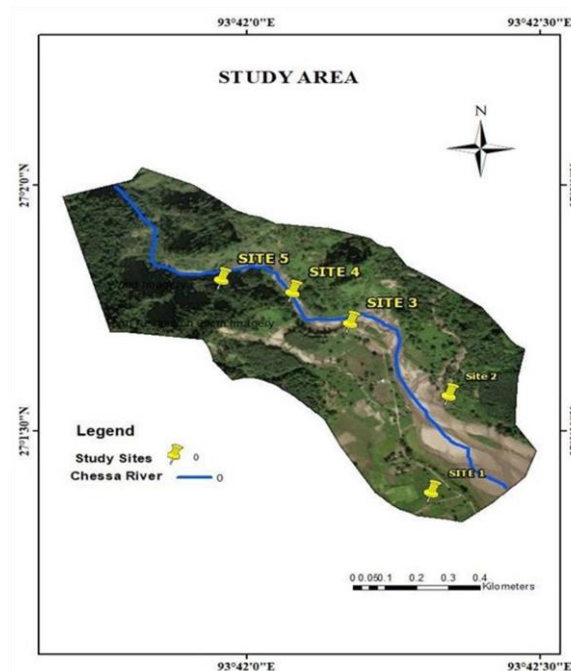 93°42'0"E 93°42'30"E
STUDY AREA
N
27°2'0"N
SITE 5
SITE 4
SITE 3
Site 2
27°1'30"N
SITE 1
Legend
Study Sites 0
Chessa River 0
0 0.05 0.1 0.2 0.3 0.4
Kilometers
93°42'0"E 93°42'30"E